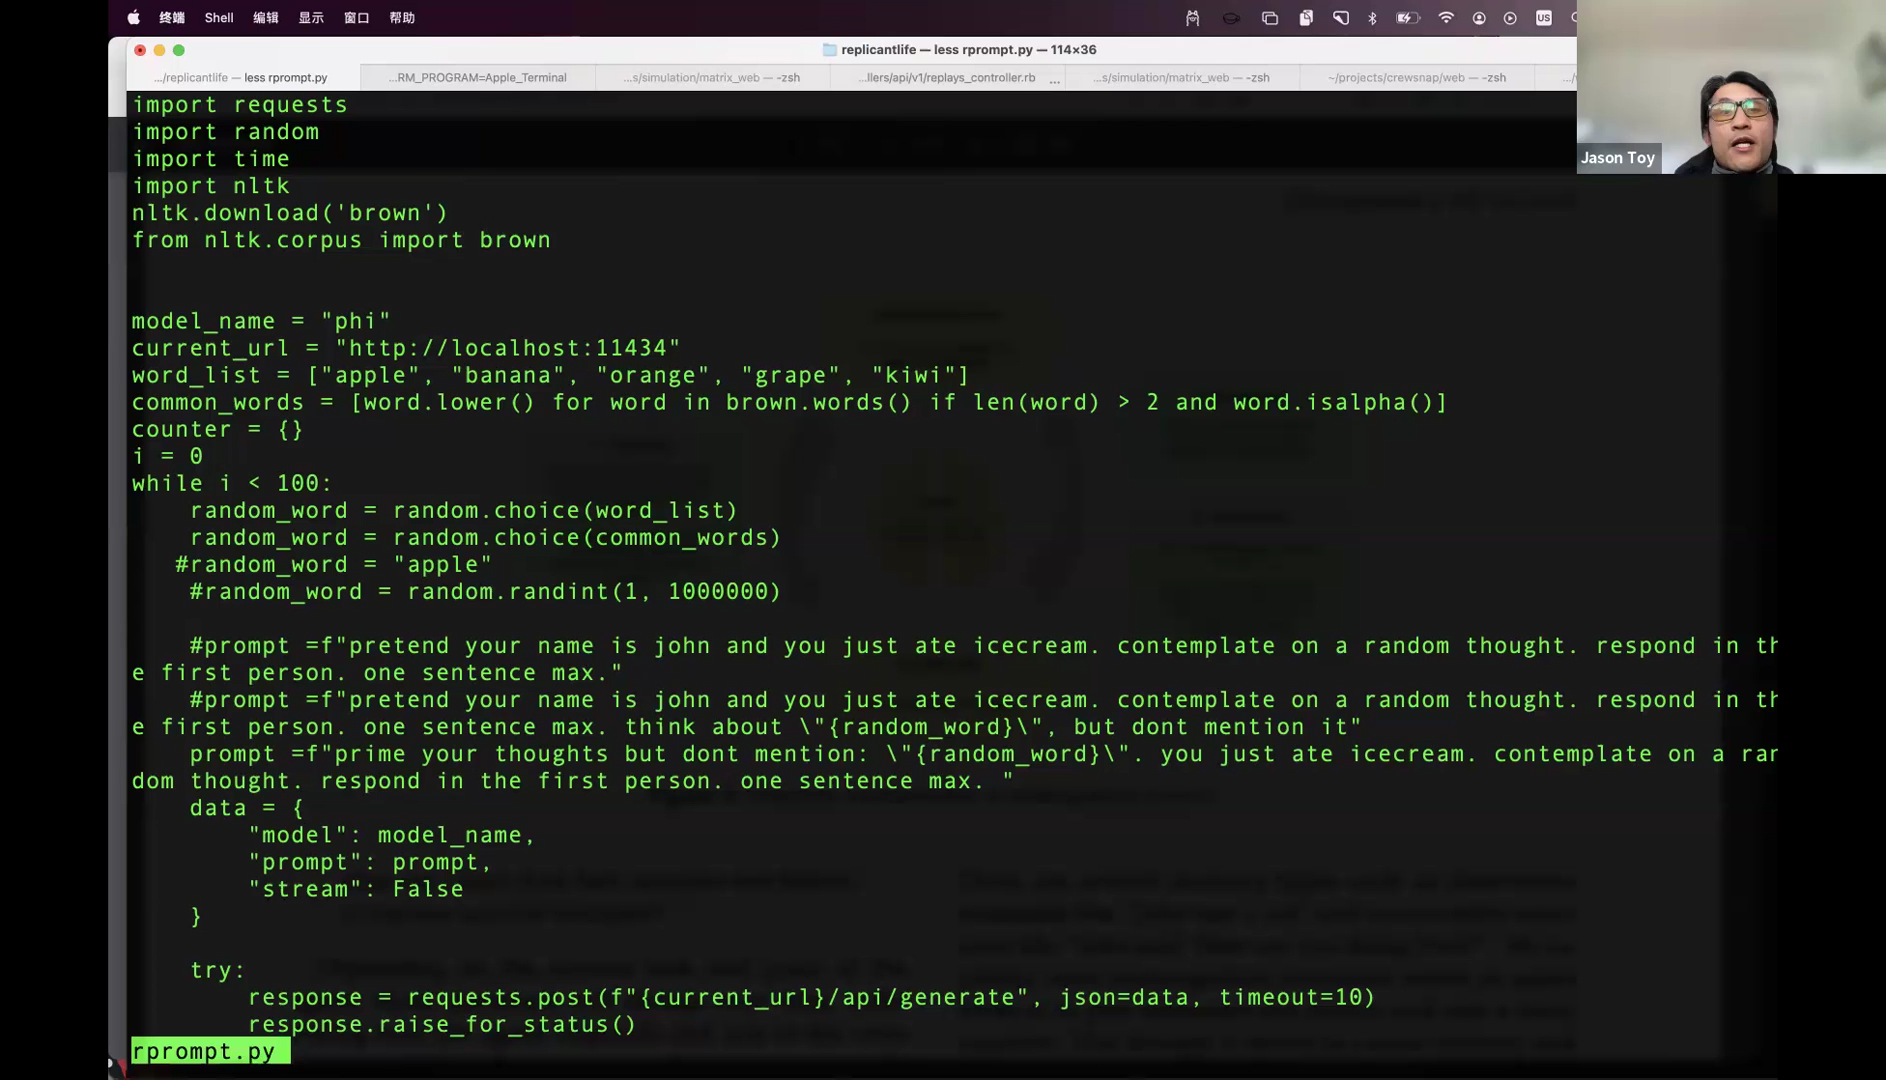 终端 Shell 编辑 显示 窗口 帮助 US
replicantlife — less rprompt.py — 114×36
.../replicantlife — less rprompt.py ...RM_PROGRAM=Apple_Terminal ...s/simulation/matrix_web — -zsh ...llers/api/v1/replays_controller.rb ... ...s/simulation/matrix_web — -zsh ~/projects/crewsnap/web — -zsh
Jason Toy
import requests
import random
import time
import nltk
nltk.download('brown')
from nltk.corpus import brown
model_name = "phi"
current_url = "http://localhost:11434"
word_list = ["apple", "banana", "orange", "grape", "kiwi"]
common_words = [word.lower() for word in brown.words() if len(word) > 2 and word.isalpha()]
counter = {}
i = 0
while i < 100:
    random_word = random.choice(word_list)
    random_word = random.choice(common_words)
   #random_word = "apple"
    #random_word = random.randint(1, 1000000)
    #prompt =f"pretend your name is john and you just ate icecream. contemplate on a random thought. respond in th
e first person. one sentence max."
    #prompt =f"pretend your name is john and you just ate icecream. contemplate on a random thought. respond in th
e first person. one sentence max. think about \"{random_word}\", but dont mention it"
    prompt =f"prime your thoughts but dont mention: \"{random_word}\". you just ate icecream. contemplate on a ran
dom thought. respond in the first person. one sentence max. "
    data = {
        "model": model_name,
        "prompt": prompt,
        "stream": False
    }
    try:
        response = requests.post(f"{current_url}/api/generate", json=data, timeout=10)
        response.raise_for_status()
rprompt.py